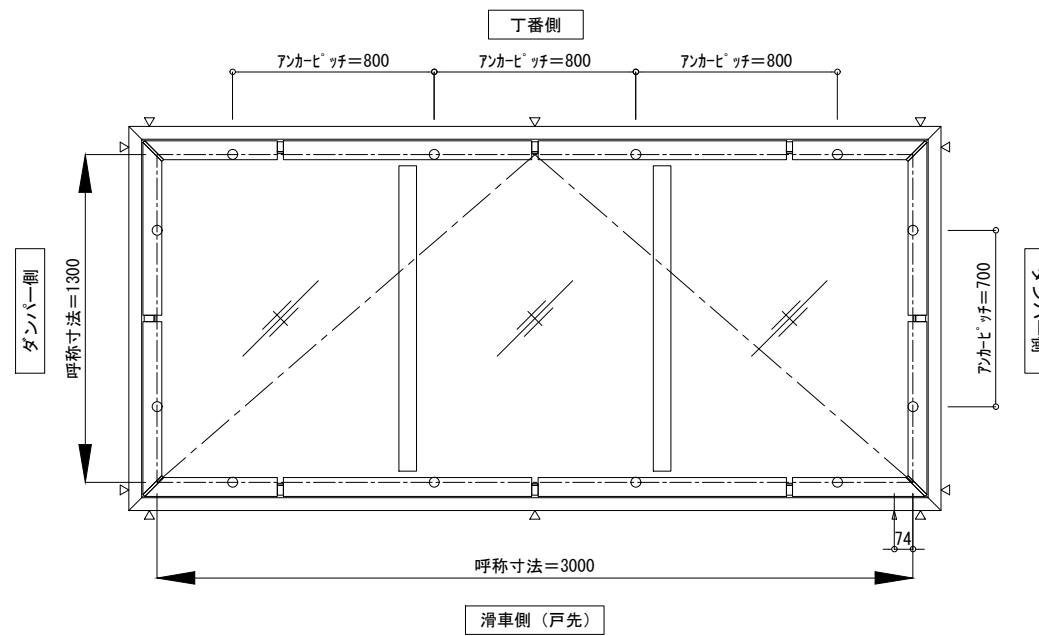 丁番側
アンカーピッチ=800
アンカーピッチ=800
アンカーピッチ=800
ダンパー側
呼称寸法=1300
アンカーピッチ=700
74
呼称寸法=3000
滑車側(戸先)